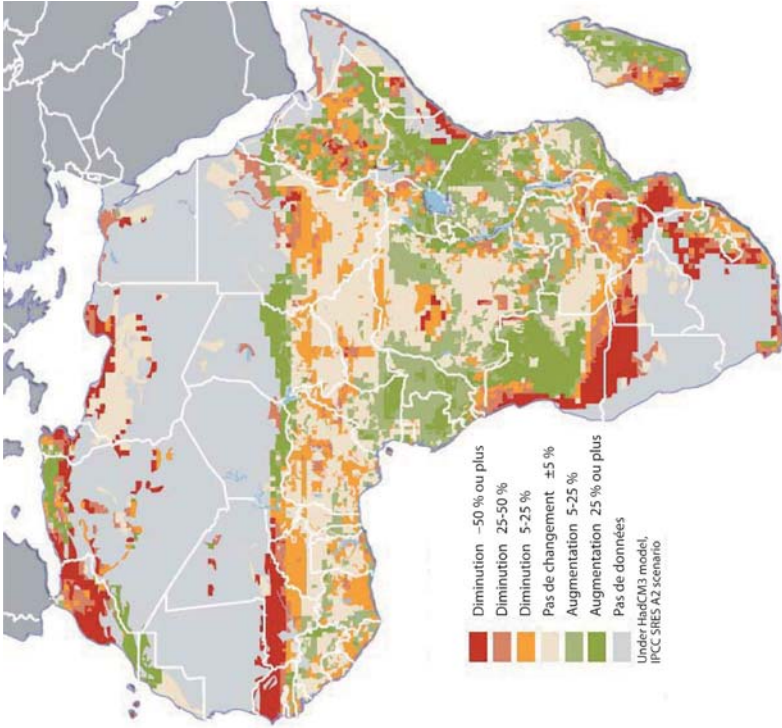 Diminution −50 % ou plus
Diminution 25-50 %
Diminution 5-25 %
Pas de changement ±5 %
Augmentation 5-25 %
Augmentation 25 % ou plus
Pas de données
Under HadCM3 model,
IPCC SRES A2 scenario